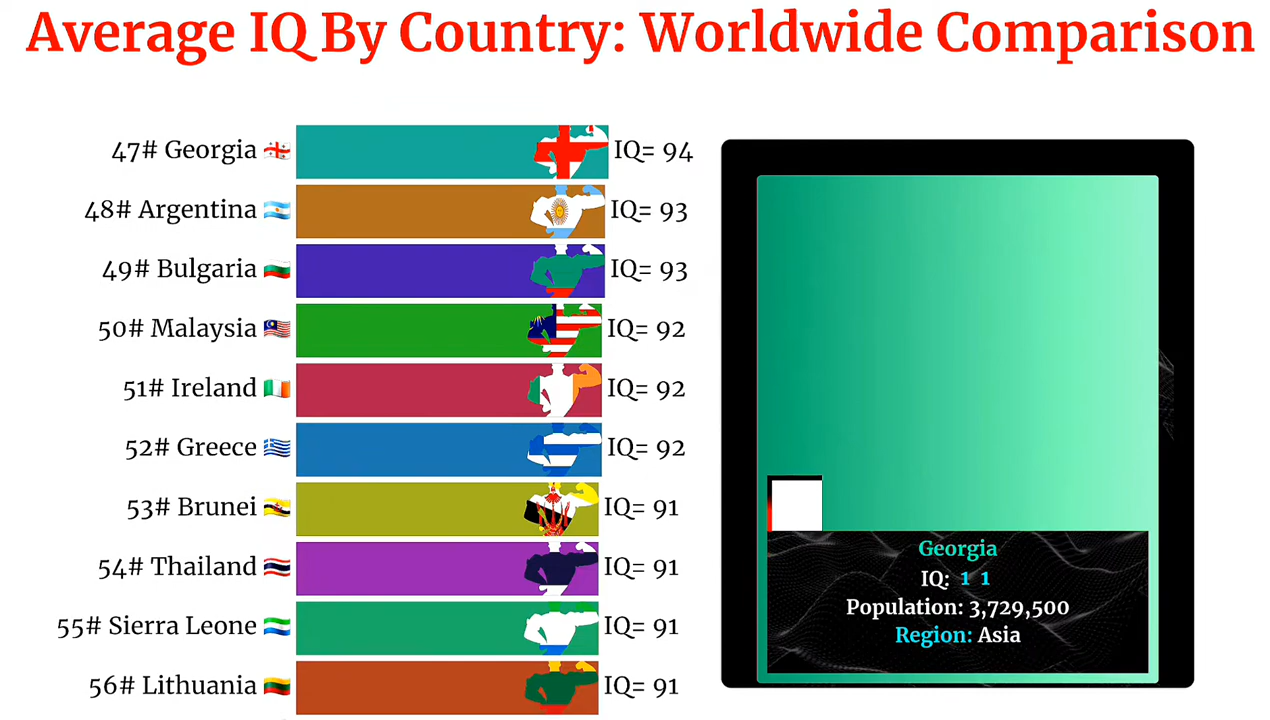 Average IQ By Country: Worldwide Comparison
47# Georgia IQ= 94
48# Argentina IQ= 93
49# Bulgaria IQ= 93
50# Malaysia IQ= 92
51# Ireland IQ= 92
52# Greece IQ= 92
53# Brunei IQ= 91
54# Thailand IQ= 91
55# Sierra Leone IQ= 91
56# Lithuania IQ= 91
Georgia
IQ: 1 1
Population: 3,729,500
Region: Asia